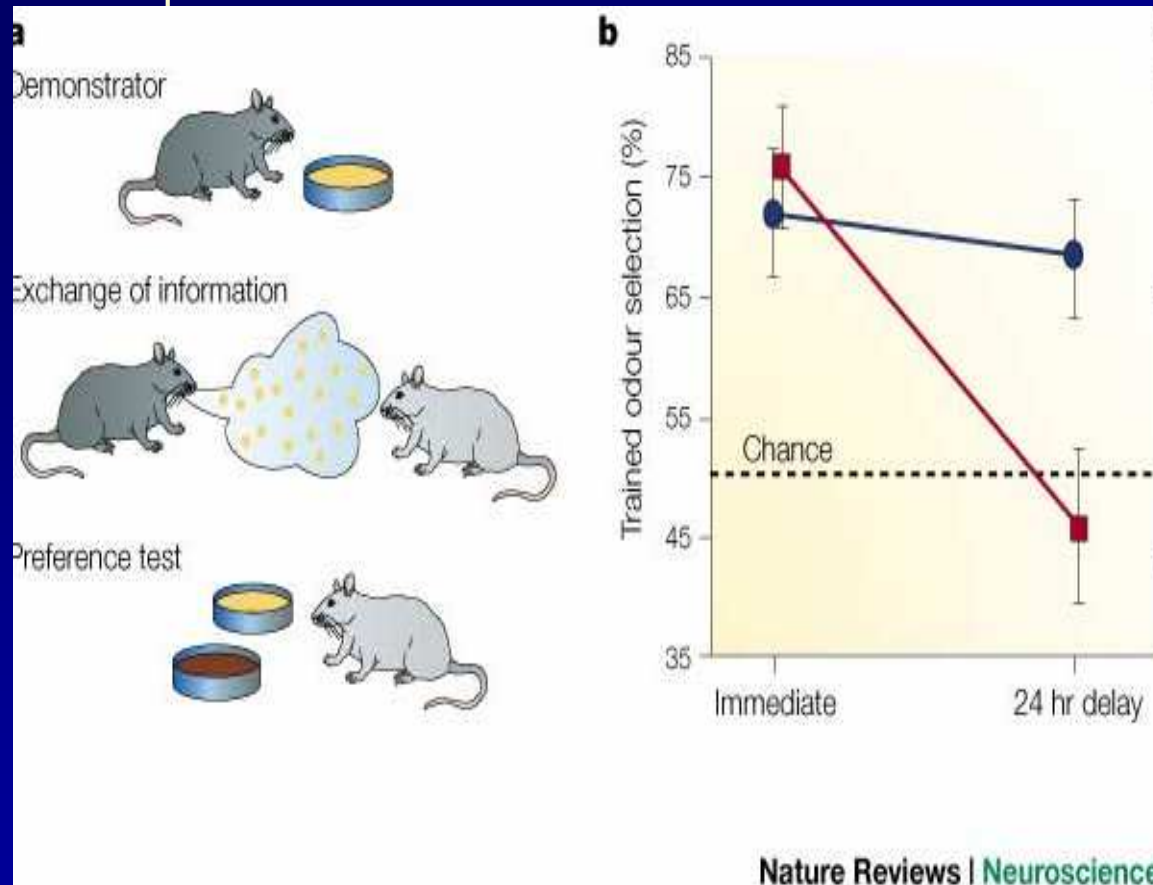 a
Demonstrator
Exchange of information
Preference test
b
Trained odour selection (%)
85
75
65
55
45
35
Chance
Immediate
24 hr delay
Nature Reviews | Neuroscience